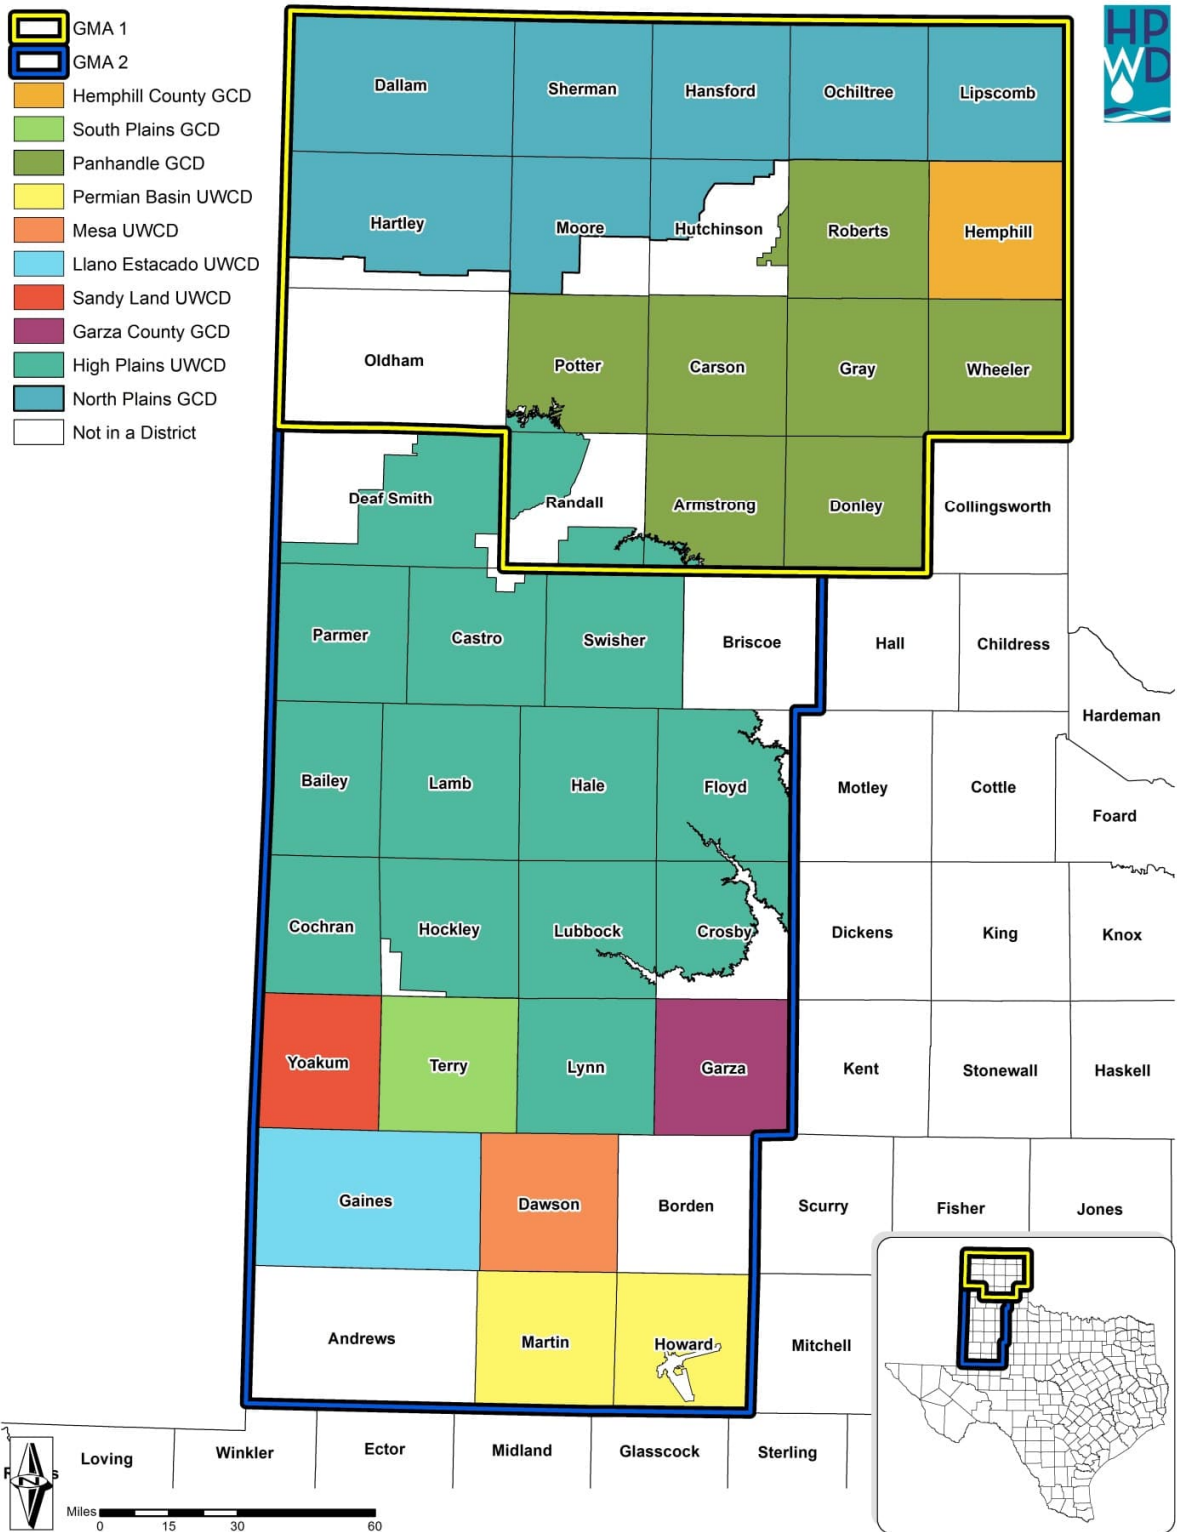 GMA 1
GMA 2
Hemphill County GCD
South Plains GCD
Panhandle GCD
Permian Basin UWCD
Mesa UWCD
Llano Estacado UWCD
Sandy Land UWCD
Garza County GCD
High Plains UWCD
North Plains GCD
Not in a District
HP
WD
Dallam
Sherman
Hansford
Ochiltree
Lipscomb
Hartley
Moore
Hutchinson
Roberts
Hemphill
Oldham
Potter
Carson
Gray
Wheeler
Deaf Smith
Randall
Armstrong
Donley
Collingsworth
Parmer
Castro
Swisher
Briscoe
Hall
Childress
Hardeman
Bailey
Lamb
Hale
Floyd
Motley
Cottle
Foard
Cochran
Hockley
Lubbock
Crosby
Dickens
King
Knox
Yoakum
Terry
Lynn
Garza
Kent
Stonewall
Haskell
Gaines
Dawson
Borden
Scurry
Fisher
Jones
Andrews
Martin
Howard
Mitchell
Loving
Winkler
Ector
Midland
Glasscock
Sterling
N
Miles
0 15 30 60